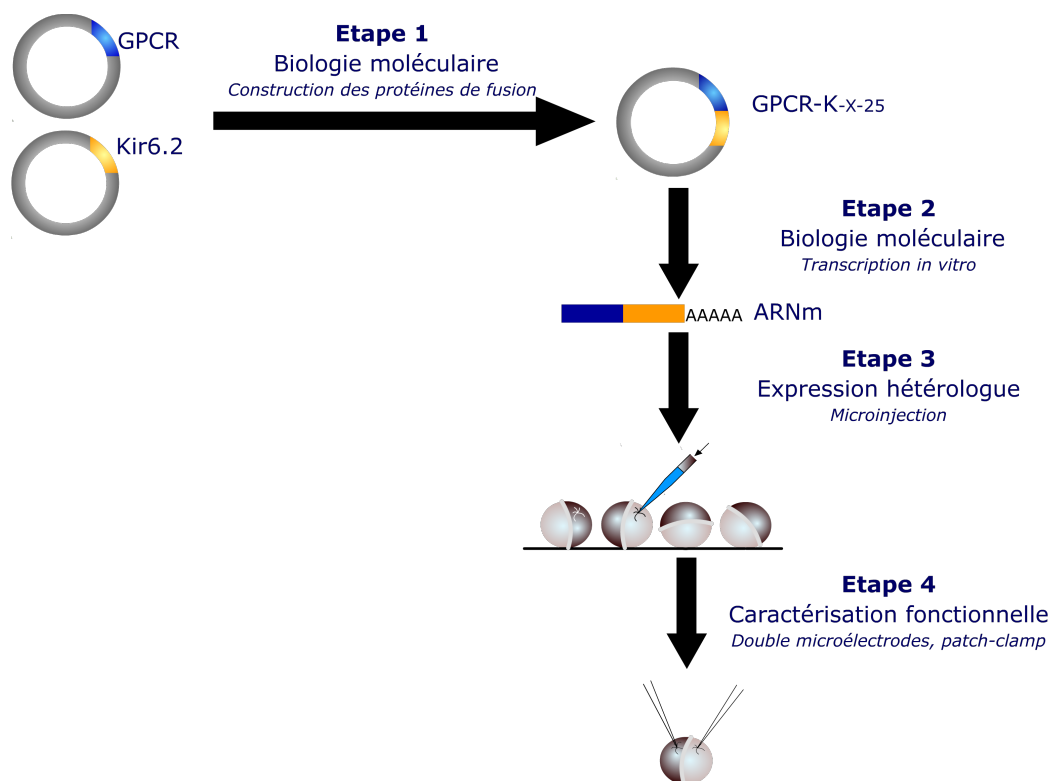 GPCR
Kir6.2
Etape 1
Biologie moléculaire
Construction des protéines de fusion
GPCR-K-X-25
Etape 2
Biologie moléculaire
Transcription in vitro
AAAAA ARNm
Etape 3
Expression hétérologue
Microinjection
Etape 4
Caractérisation fonctionnelle
Double microélectrodes, patch-clamp